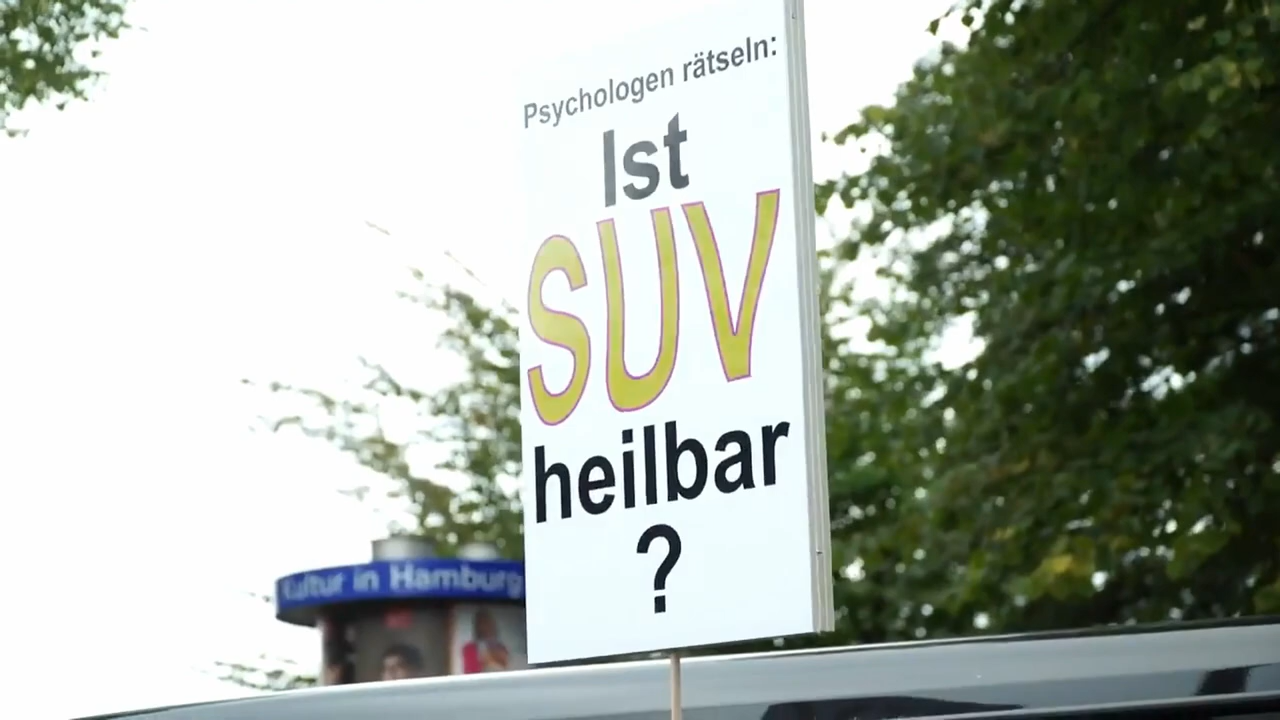 Psychologen rätseln:
Ist
SUV
heilbar
?
Kultur in Hamburg